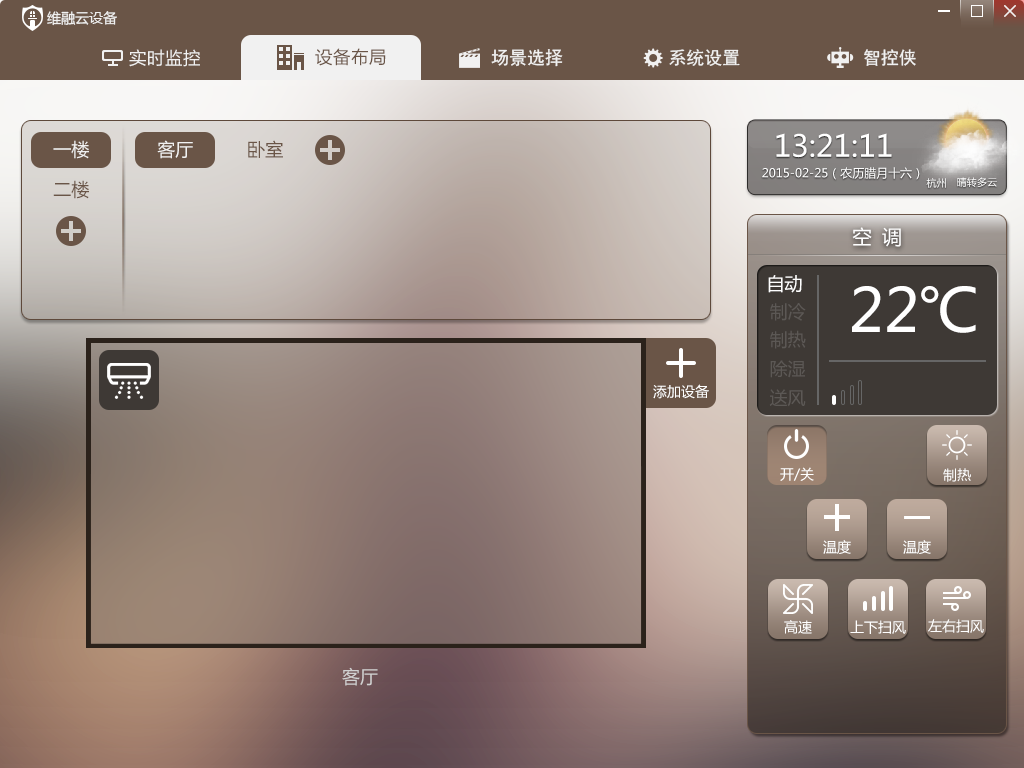 维融云设备
实时监控
设备布局
场景选择
系统设置
智控侠
一楼
客厅
卧室
二楼
13:21:11
2015-02-25 ( 农历腊月十六 )
杭州 晴转多云
空 调
自动
制冷
制热
除湿
送风
22℃
添加设备
开/关
制热
温度
温度
高速
上下扫风
左右扫风
客厅